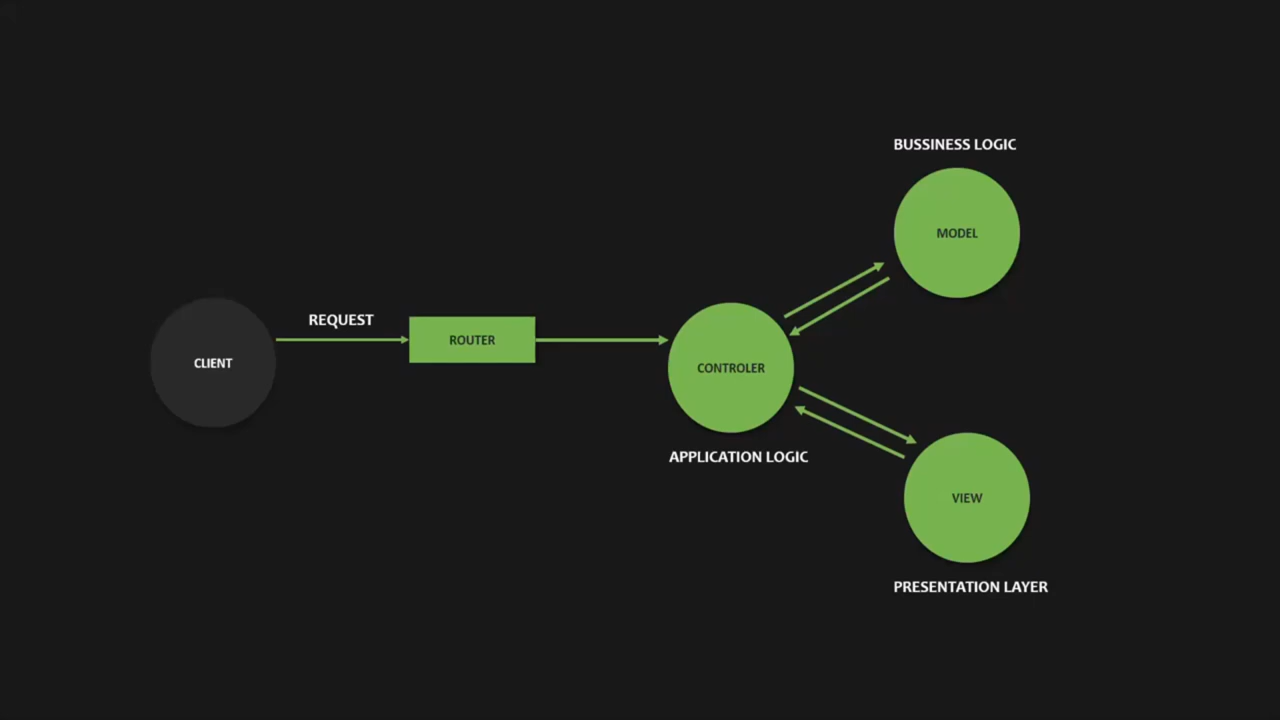 BUSSINESS LOGIC
MODEL
REQUEST
ROUTER
CLIENT
CONTROLER
APPLICATION LOGIC
VIEW
PRESENTATION LAYER